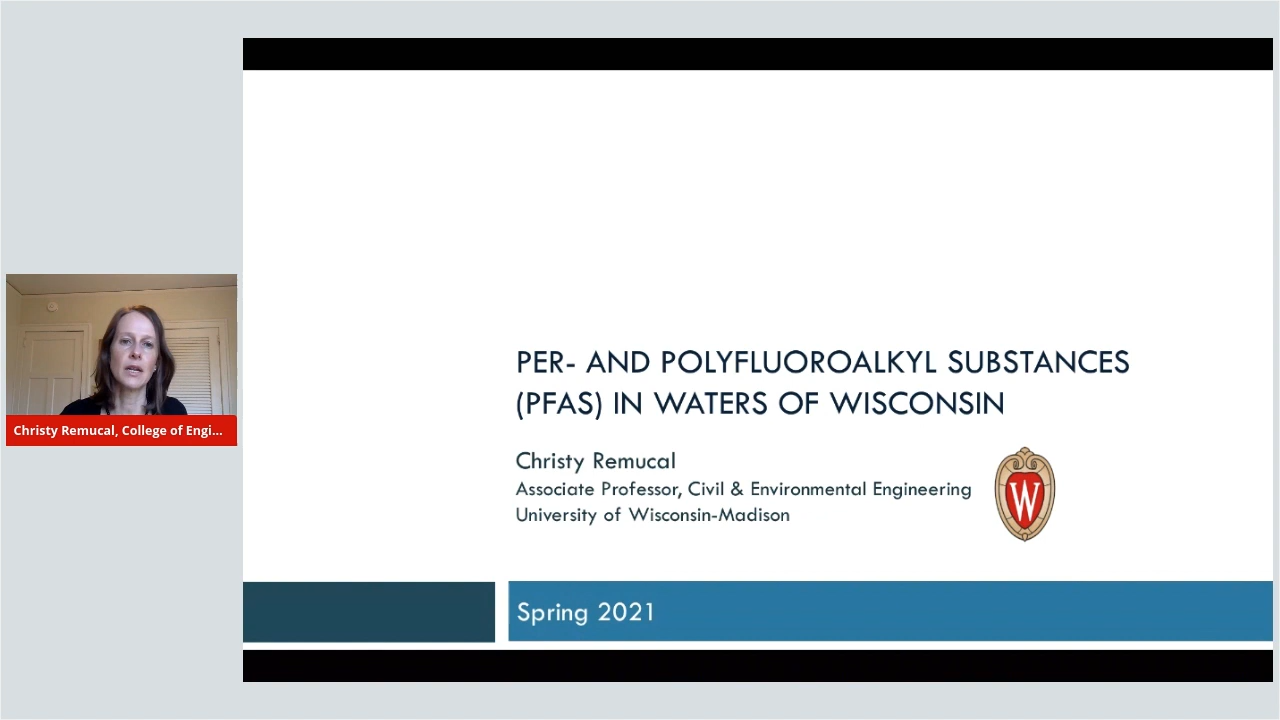 PER- AND POLYFLUOROALKYL SUBSTANCES
(PFAS) IN WATERS OF WISCONSIN
Christy Remucal
Associate Professor, Civil & Environmental Engineering
University of Wisconsin-Madison
W
Spring 2021
Christy Remucal, College of Engi...